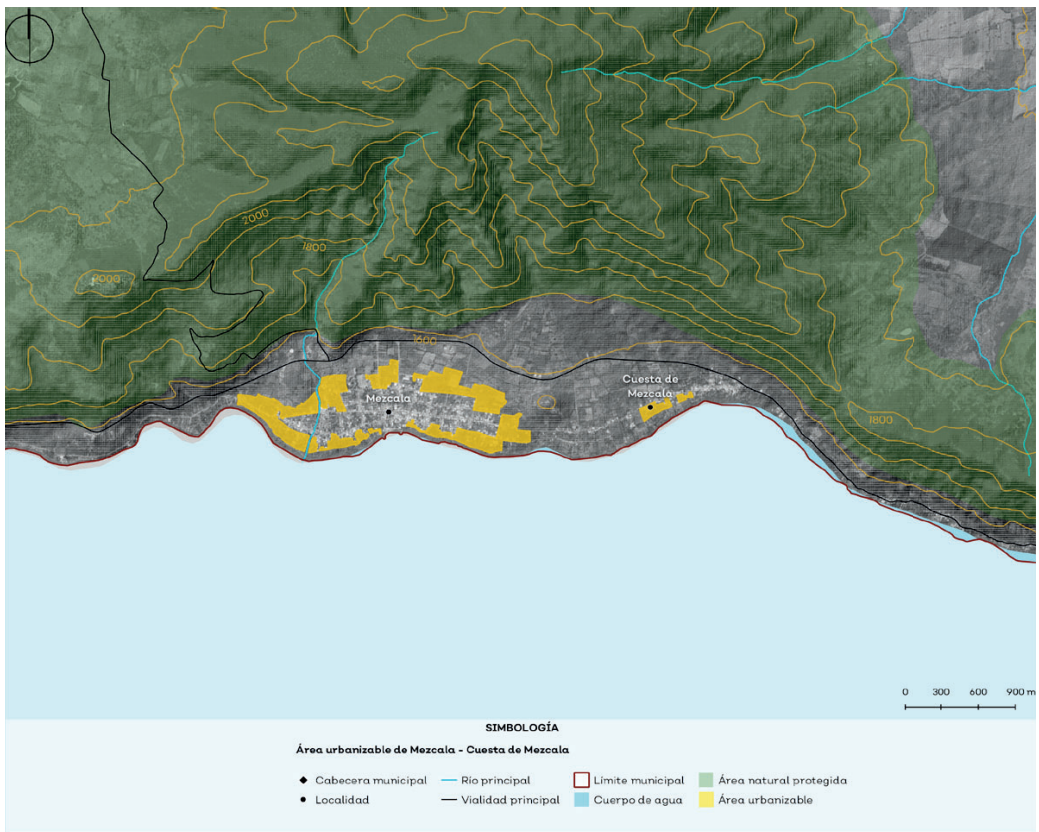 2000
1800
2000
1600
Cuesta de
Mezcala
Mezcala
1800
0 300 600 900 m
SIMBOLOGÍA
Área urbanizable de Mezcala - Cuesta de Mezcala
Cabecera municipal Río principal Límite municipal Área natural protegida
Localidad Vialidad principal Cuerpo de agua Área urbanizable